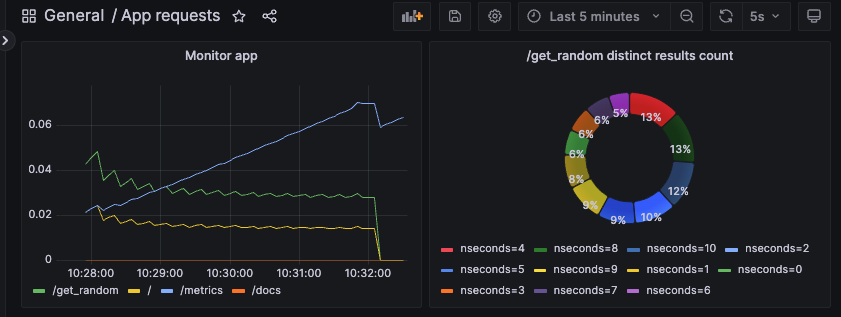 General / App requests
Last 5 minutes
5s
Monitor app
0.06
0.04
0.02
0
10:28:00 10:29:00 10:30:00 10:31:00 10:32:00
/get_random / /metrics /docs
/get_random distinct results count
13%
13%
12%
10%
9%
9%
8%
6%
6%
6%
5%
nseconds=4 nseconds=8 nseconds=10 nseconds=2
nseconds=5 nseconds=9 nseconds=1 nseconds=0
nseconds=3 nseconds=7 nseconds=6